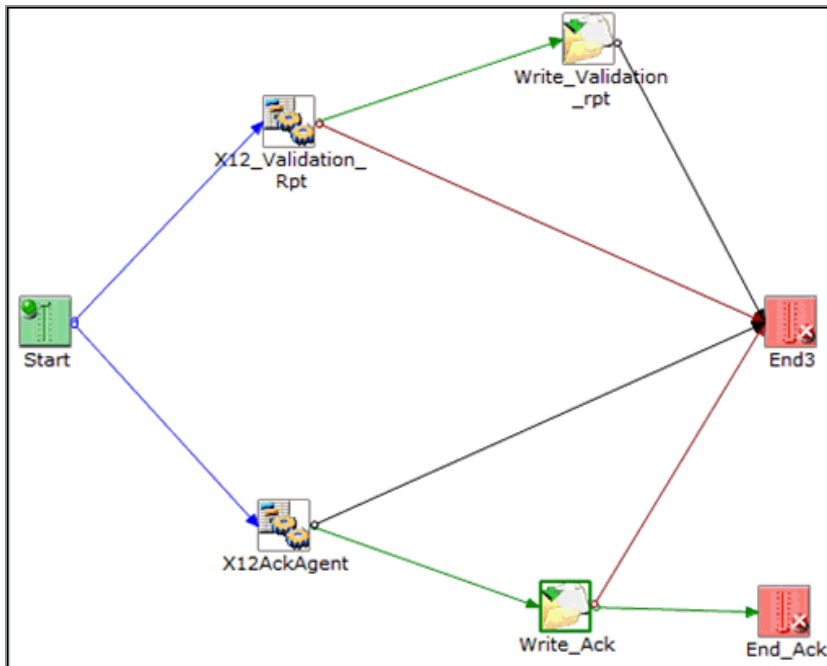 Write_Validation
_rpt
X12_Validation_
Rpt
Start
End3
X12AckAgent
Write_Ack
End_Ack